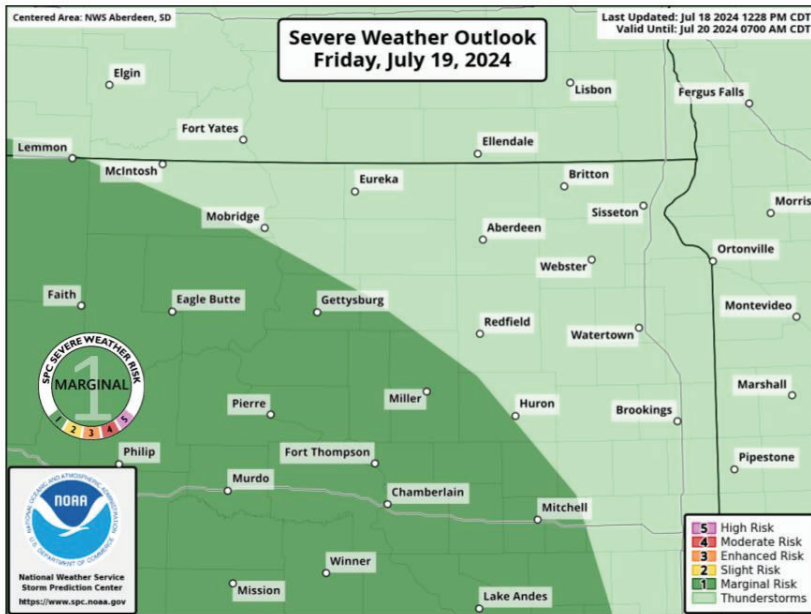 Centered Area: NWS Aberdeen, SD
Last Updated: Jul 18 2024 1228 PM CDT
Valid Until: Jul 20 2024 0700 AM CDT
Severe Weather Outlook
Friday, July 19, 2024
Elgin
Lisbon
Fergus Falls
Fort Yates
Lemmon
Ellendale
McIntosh
Eureka
Britton
Mobridge
Sisseton
Morris
Aberdeen
Webster
Ortonville
Faith
Eagle Butte
Gettysburg
Redfield
Watertown
Montevideo
SPC SEVERE WEATHER RISK
1
MARGINAL
1 2 3 4 5
Pierre
Miller
Huron
Brookings
Marshall
Philip
Fort Thompson
Pipestone
Murdo
Chamberlain
Mitchell
Winner
Mission
Lake Andes
NATIONAL OCEANIC AND ATMOSPHERIC ADMINISTRATION
NOAA
U.S. DEPARTMENT OF COMMERCE
National Weather Service
Storm Prediction Center
https://www.spc.noaa.gov
5 High Risk
4 Moderate Risk
3 Enhanced Risk
2 Slight Risk
1 Marginal Risk
Thunderstorms